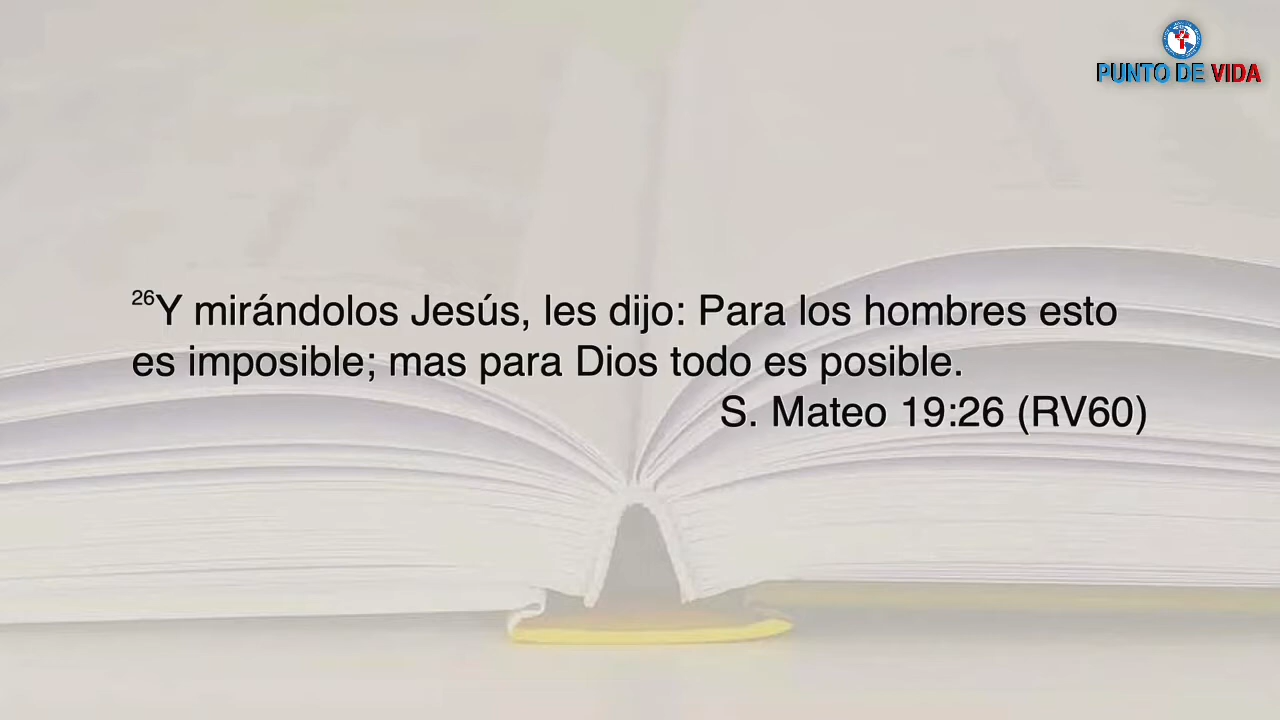 PUNTO DE VIDA
26Y mirándolos Jesús, les dijo: Para los hombres esto
es imposible; mas para Dios todo es posible.
S. Mateo 19:26 (RV60)